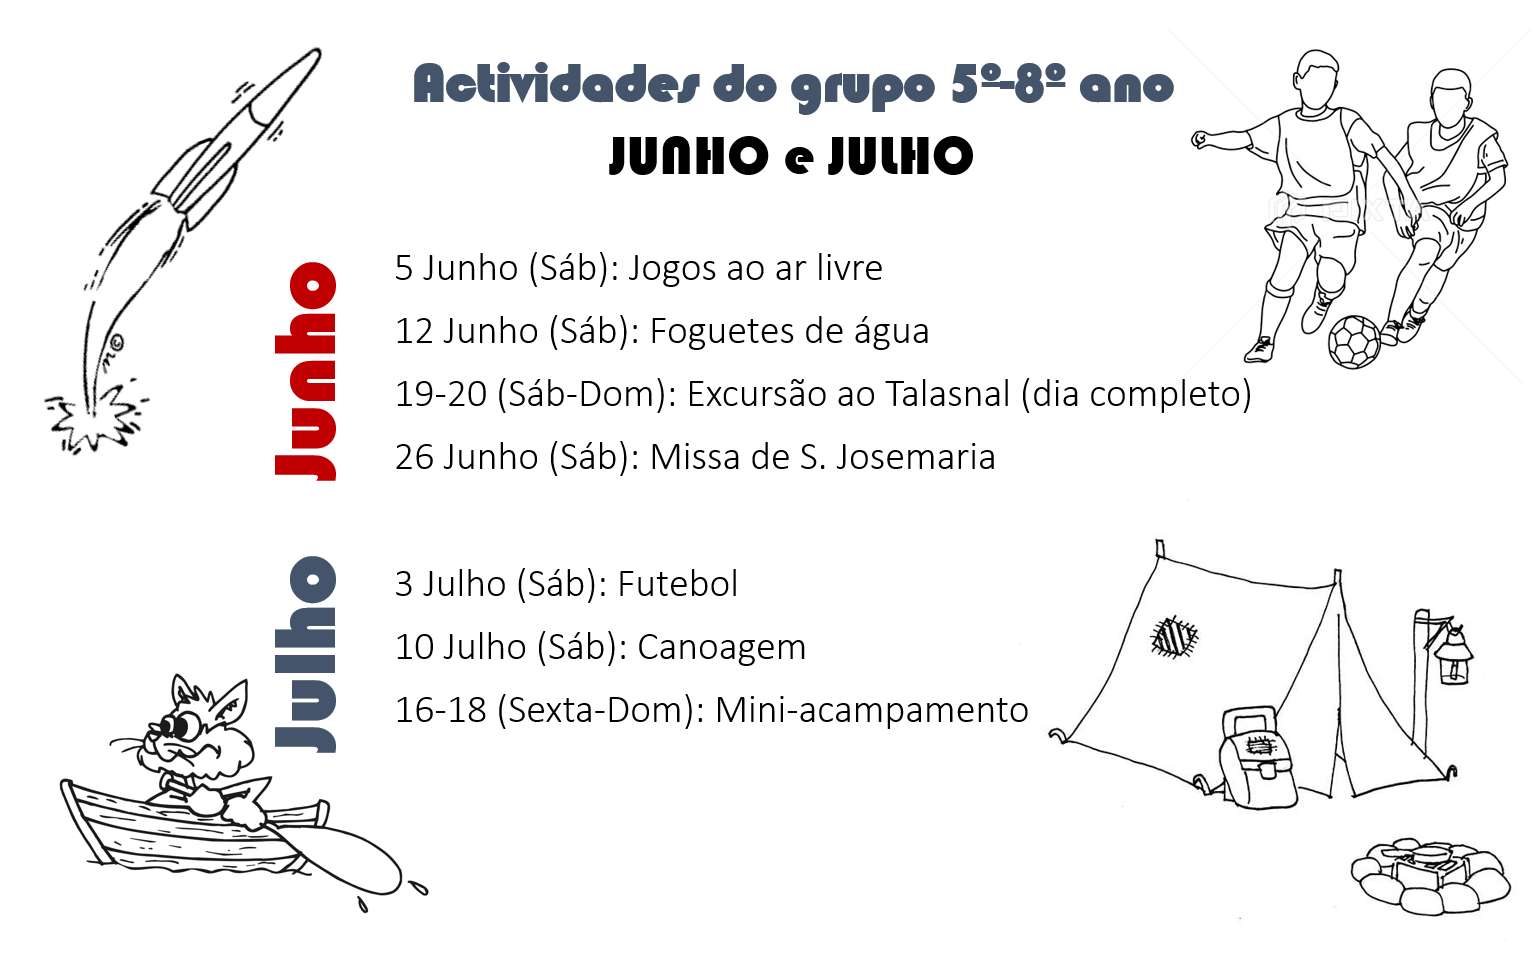 Actividades do grupo 5º-8º ano
JUNHO e JULHO
Junho
5 Junho (Sáb): Jogos ao ar livre
12 Junho (Sáb): Foguetes de água
19-20 (Sáb-Dom): Excursão ao Talasnal (dia completo)
26 Junho (Sáb): Missa de S. Josemaria
Julho
3 Julho (Sáb): Futebol
10 Julho (Sáb): Canoagem
16-18 (Sexta-Dom): Mini-acampamento